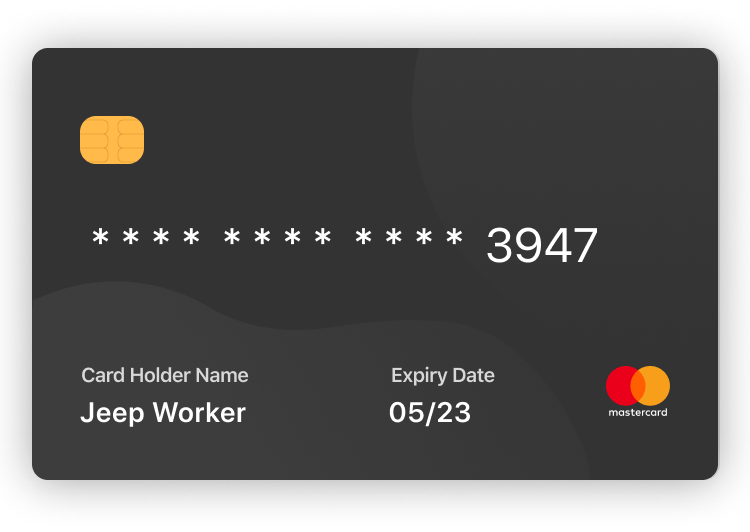 * * * * * * * * * * * * 3947
Card Holder Name
Expiry Date
Jeep Worker
05/23
mastercard